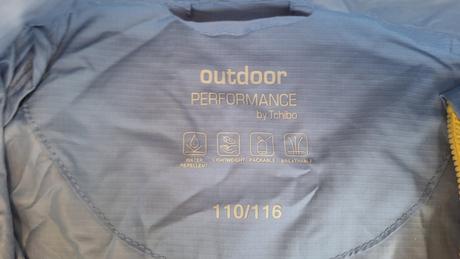 outdoor
PERFORMANCE
by Tchibo
WATER REPELLENT LIGHTWEIGHT PACKABLE BREATHABLE
110/116